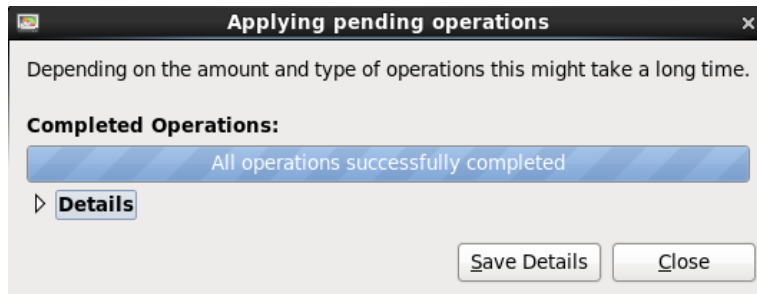 Applying pending operations
Depending on the amount and type of operations this might take a long time.
Completed Operations:
All operations successfully completed
Details
Save Details Close